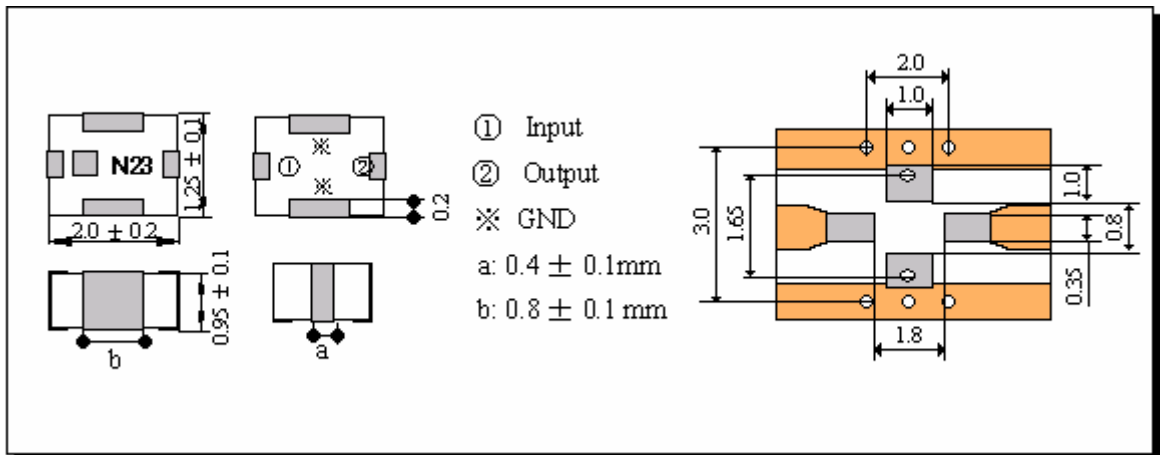 N23
1.25 ± 0.1
2.0 ± 0.2
0.95 ± 0.1
b
※
① ②
※
0.2
a
① Input
② Output
※ GND
a: 0.4 ± 0.1mm
b: 0.8 ± 0.1 mm
2.0
1.0
3.0
1.65
1.0
0.8
0.35
1.8